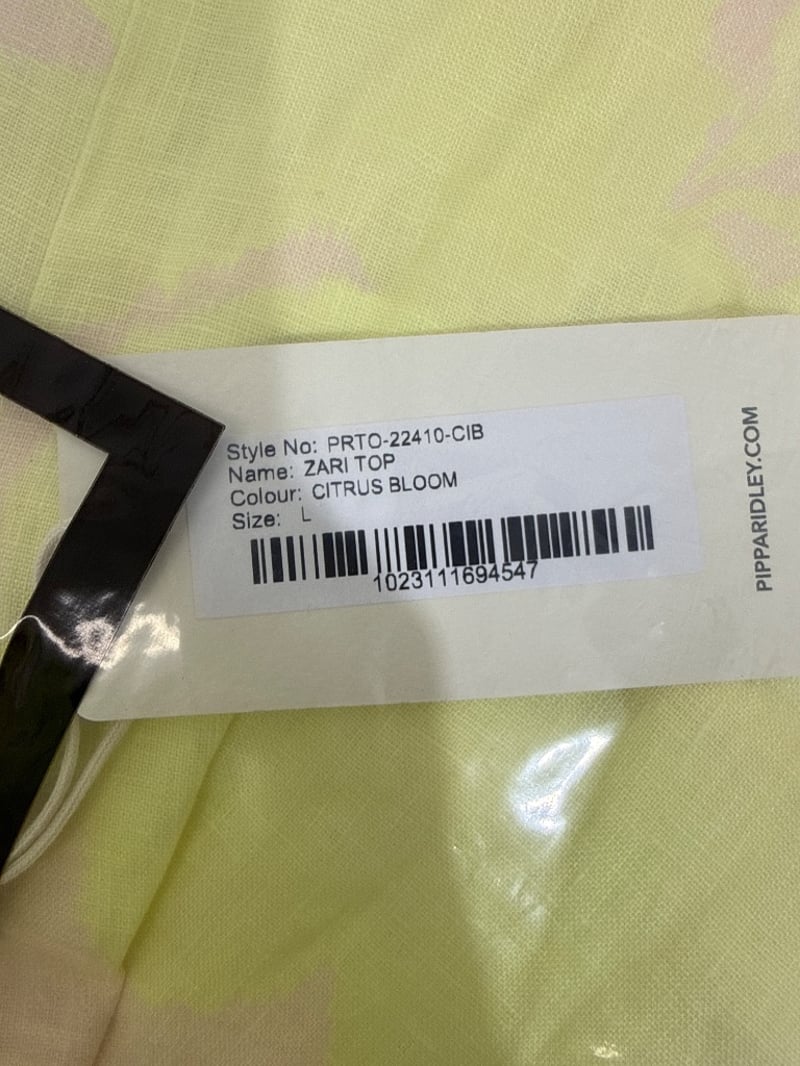 Style No: PRTO-22410-CIB
Name: ZARI TOP
Colour: CITRUS BLOOM
Size: L
1023111694547
PIPPARIDLEY.COM